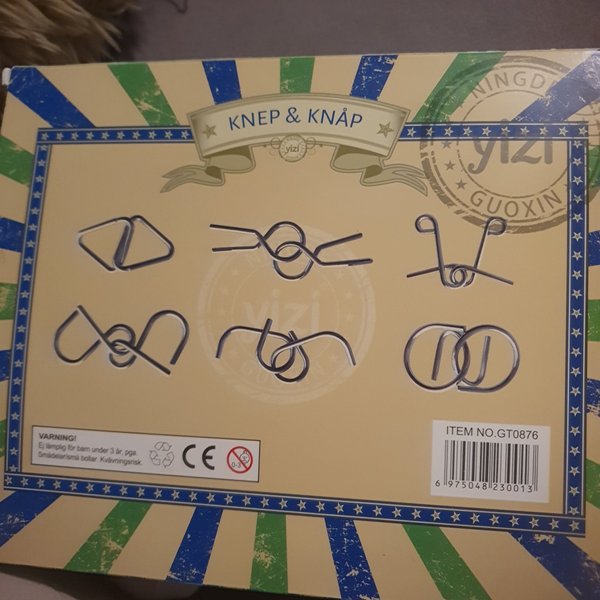 NINGD
KNEP & KNÅP
yizi
yizi
GUOXIN
yizi
VARNING!
Ej lämplig för barn under 3 år, pga.
Smådelar/små bollar. Kvävningsrisk.
CE
0-3
ITEM NO.GT0876
6 975048 230013